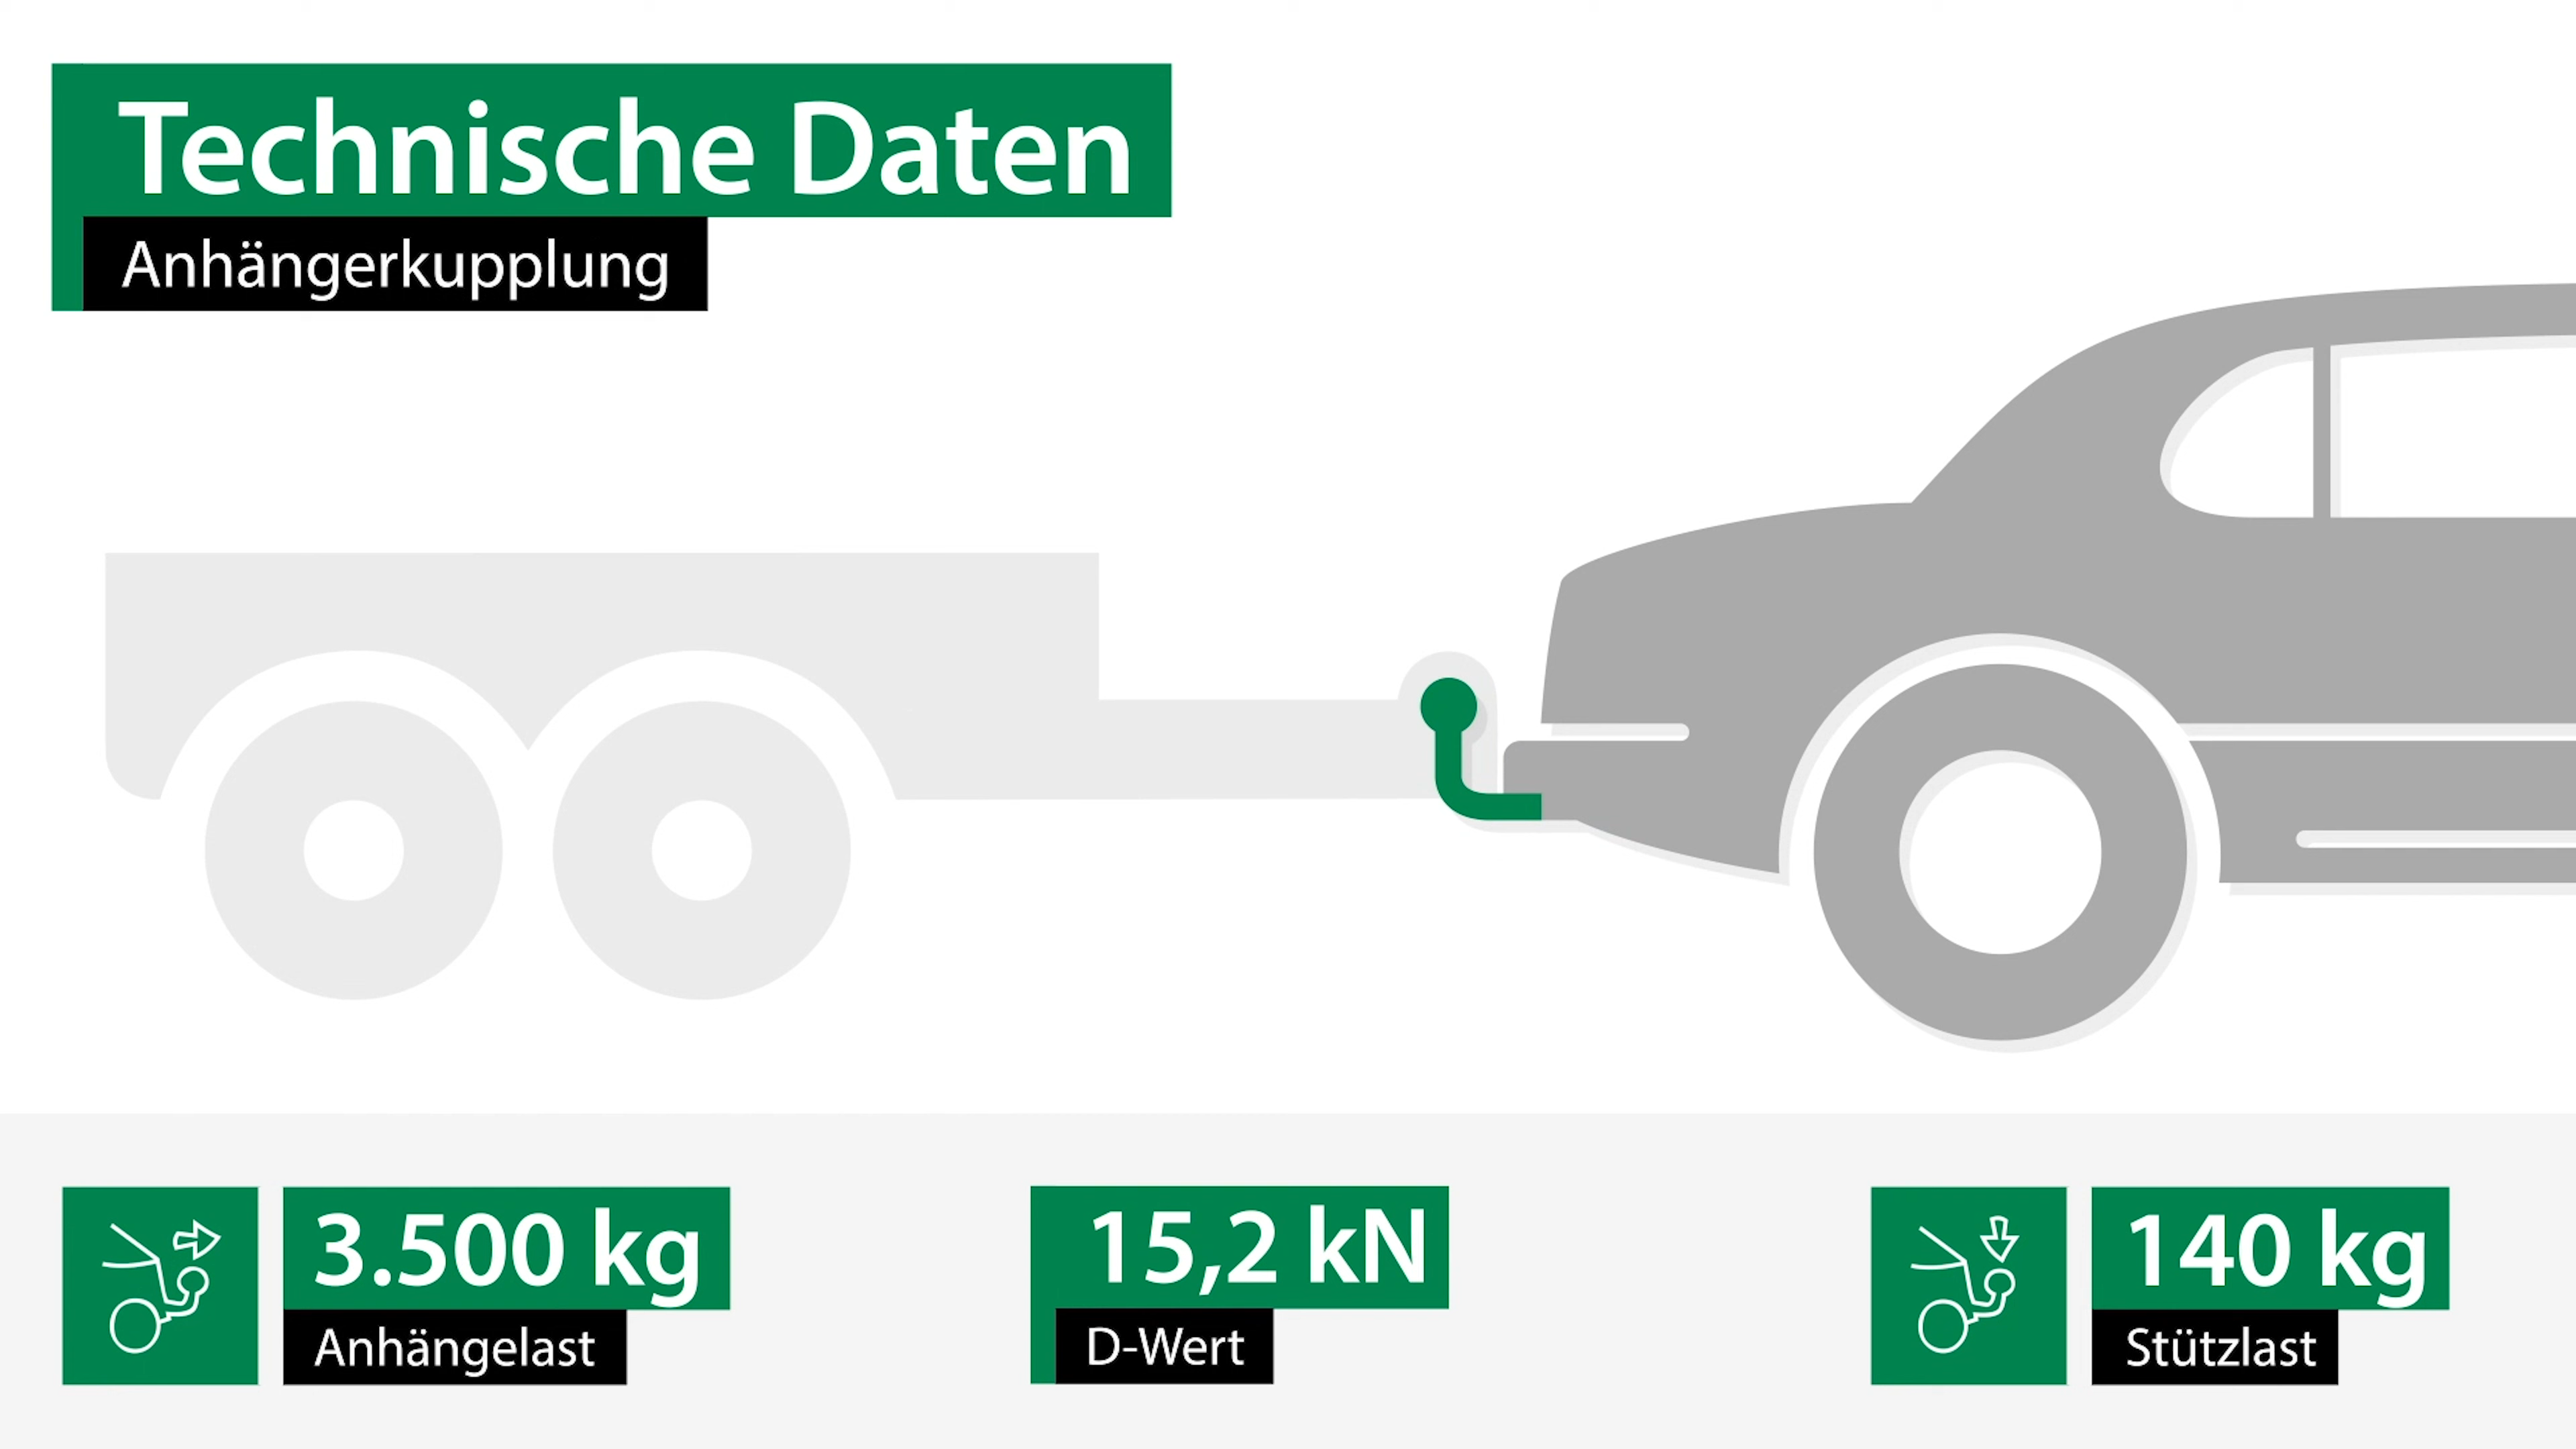 Technische Daten
Anhängerkupplung
3.500 kg
Anhängelast
15,2 kN
D-Wert
140 kg
Stützlast